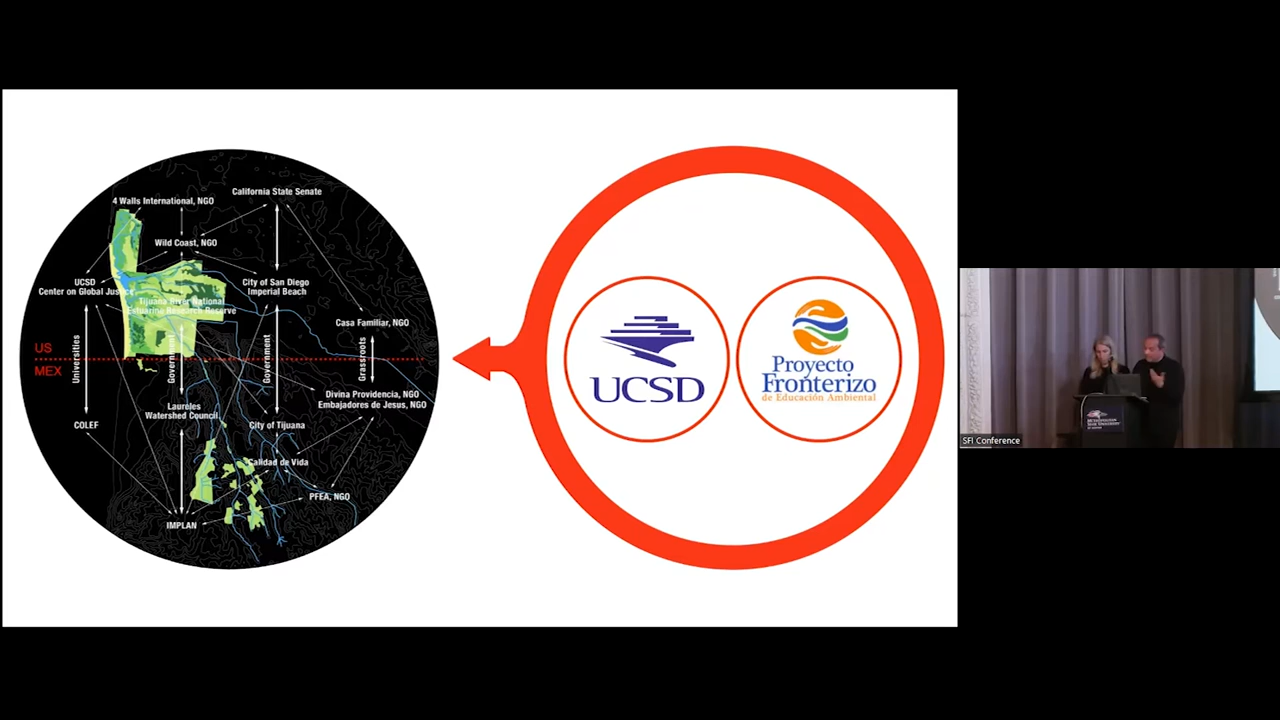 California State Senate
4 Walls International, NGO
Wild Coast, NGO
UCSD
Center on Global Justice
City of San Diego
Imperial Beach
Tijuana River National
Estuarine Research Reserve
Casa Familiar, NGO
US
MEX
Universities
Government
Government
Grassroots
Divina Providencia, NGO
Embajadores de Jesus, NGO
Laureles
Watershed Council
COLEF
City of Tijuana
Calidad de Vida
PFEA, NGO
IMPLAN
UCSD
Proyecto
Fronterizo
de Educación Ambiental
METROPOLITAN
STATE UNIVERSITY
SFI Conference